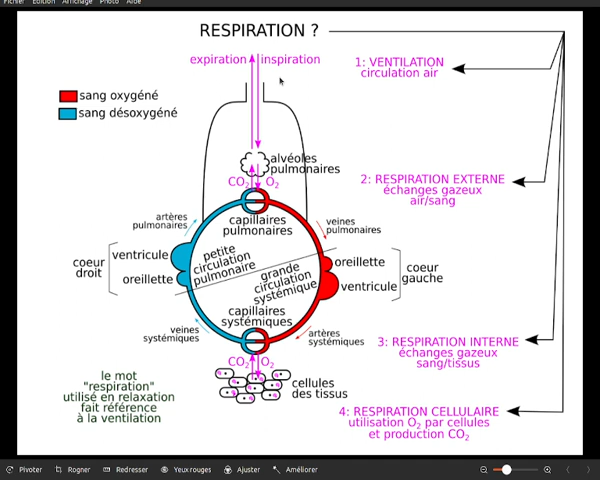 Fichier Édition Affichage Photo Aide
RESPIRATION ?
expiration inspiration
1: VENTILATION
circulation air
sang oxygéné
sang désoxygéné
alvéoles
pulmonaires
CO2 O2
2: RESPIRATION EXTERNE
échanges gazeux
air/sang
artères
pulmonaires
capillaires
pulmonaires
veines
pulmonaires
coeur
droit
ventricule
oreillette
petite
circulation
pulmonaire
grande
circulation
systémique
oreillette
ventricule
coeur
gauche
capillaires
systémiques
veines
systémiques
artères
systémiques
3: RESPIRATION INTERNE
échanges gazeux
sang/tissus
CO2 O2
cellules
des tissus
le mot
"respiration"
utilisé en relaxation
fait référence
à la ventilation
4: RESPIRATION CELLULAIRE
utilisation O2 par cellules
et production CO2
Pivoter Rogner Redresser Yeux rouges Ajuster Améliorer